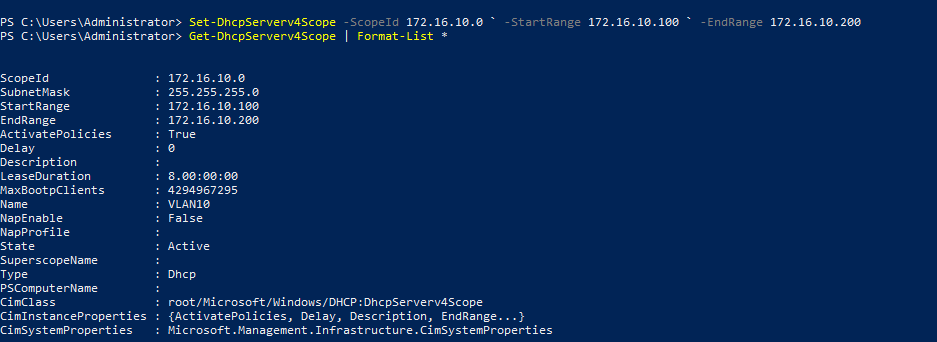 PS C:\Users\Administrator> Set-DhcpServerv4Scope -ScopeId 172.16.10.0 ` -StartRange 172.16.10.100 ` -EndRange 172.16.10.200
PS C:\Users\Administrator> Get-DhcpServerv4Scope | Format-List *
ScopeId : 172.16.10.0
SubnetMask : 255.255.255.0
StartRange : 172.16.10.100
EndRange : 172.16.10.200
ActivatePolicies : True
Delay : 0
Description :
LeaseDuration : 8.00:00:00
MaxBootpClients : 4294967295
Name : VLAN10
NapEnable : False
NapProfile :
State : Active
SuperscopeName :
Type : Dhcp
PSComputerName :
CimClass : root/Microsoft/Windows/DHCP:DhcpServerv4Scope
CimInstanceProperties : {ActivatePolicies, Delay, Description, EndRange...}
CimSystemProperties : Microsoft.Management.Infrastructure.CimSystemProperties